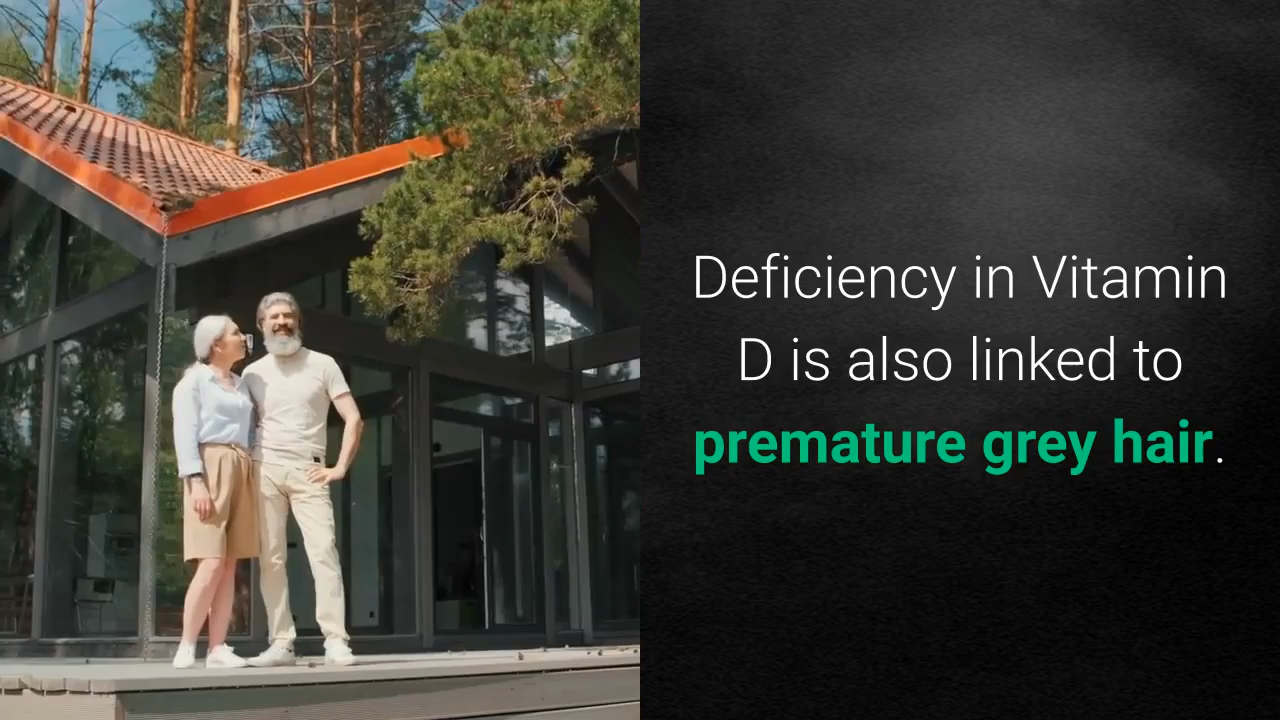 Deficiency in Vitamin
D is also linked to
premature grey hair.